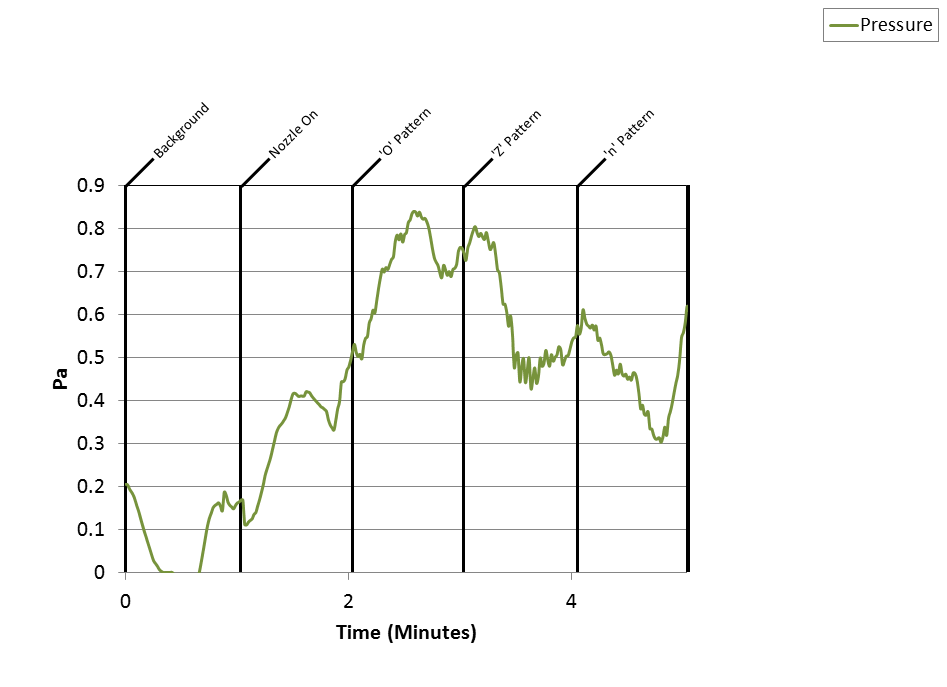 Pressure
Background
Nozzle On
'O' Pattern
'Z' Pattern
'n' Pattern
0.9
0.8
0.7
0.6
0.5
0.4
0.3
0.2
0.1
0
Pa
0 2 4
Time (Minutes)